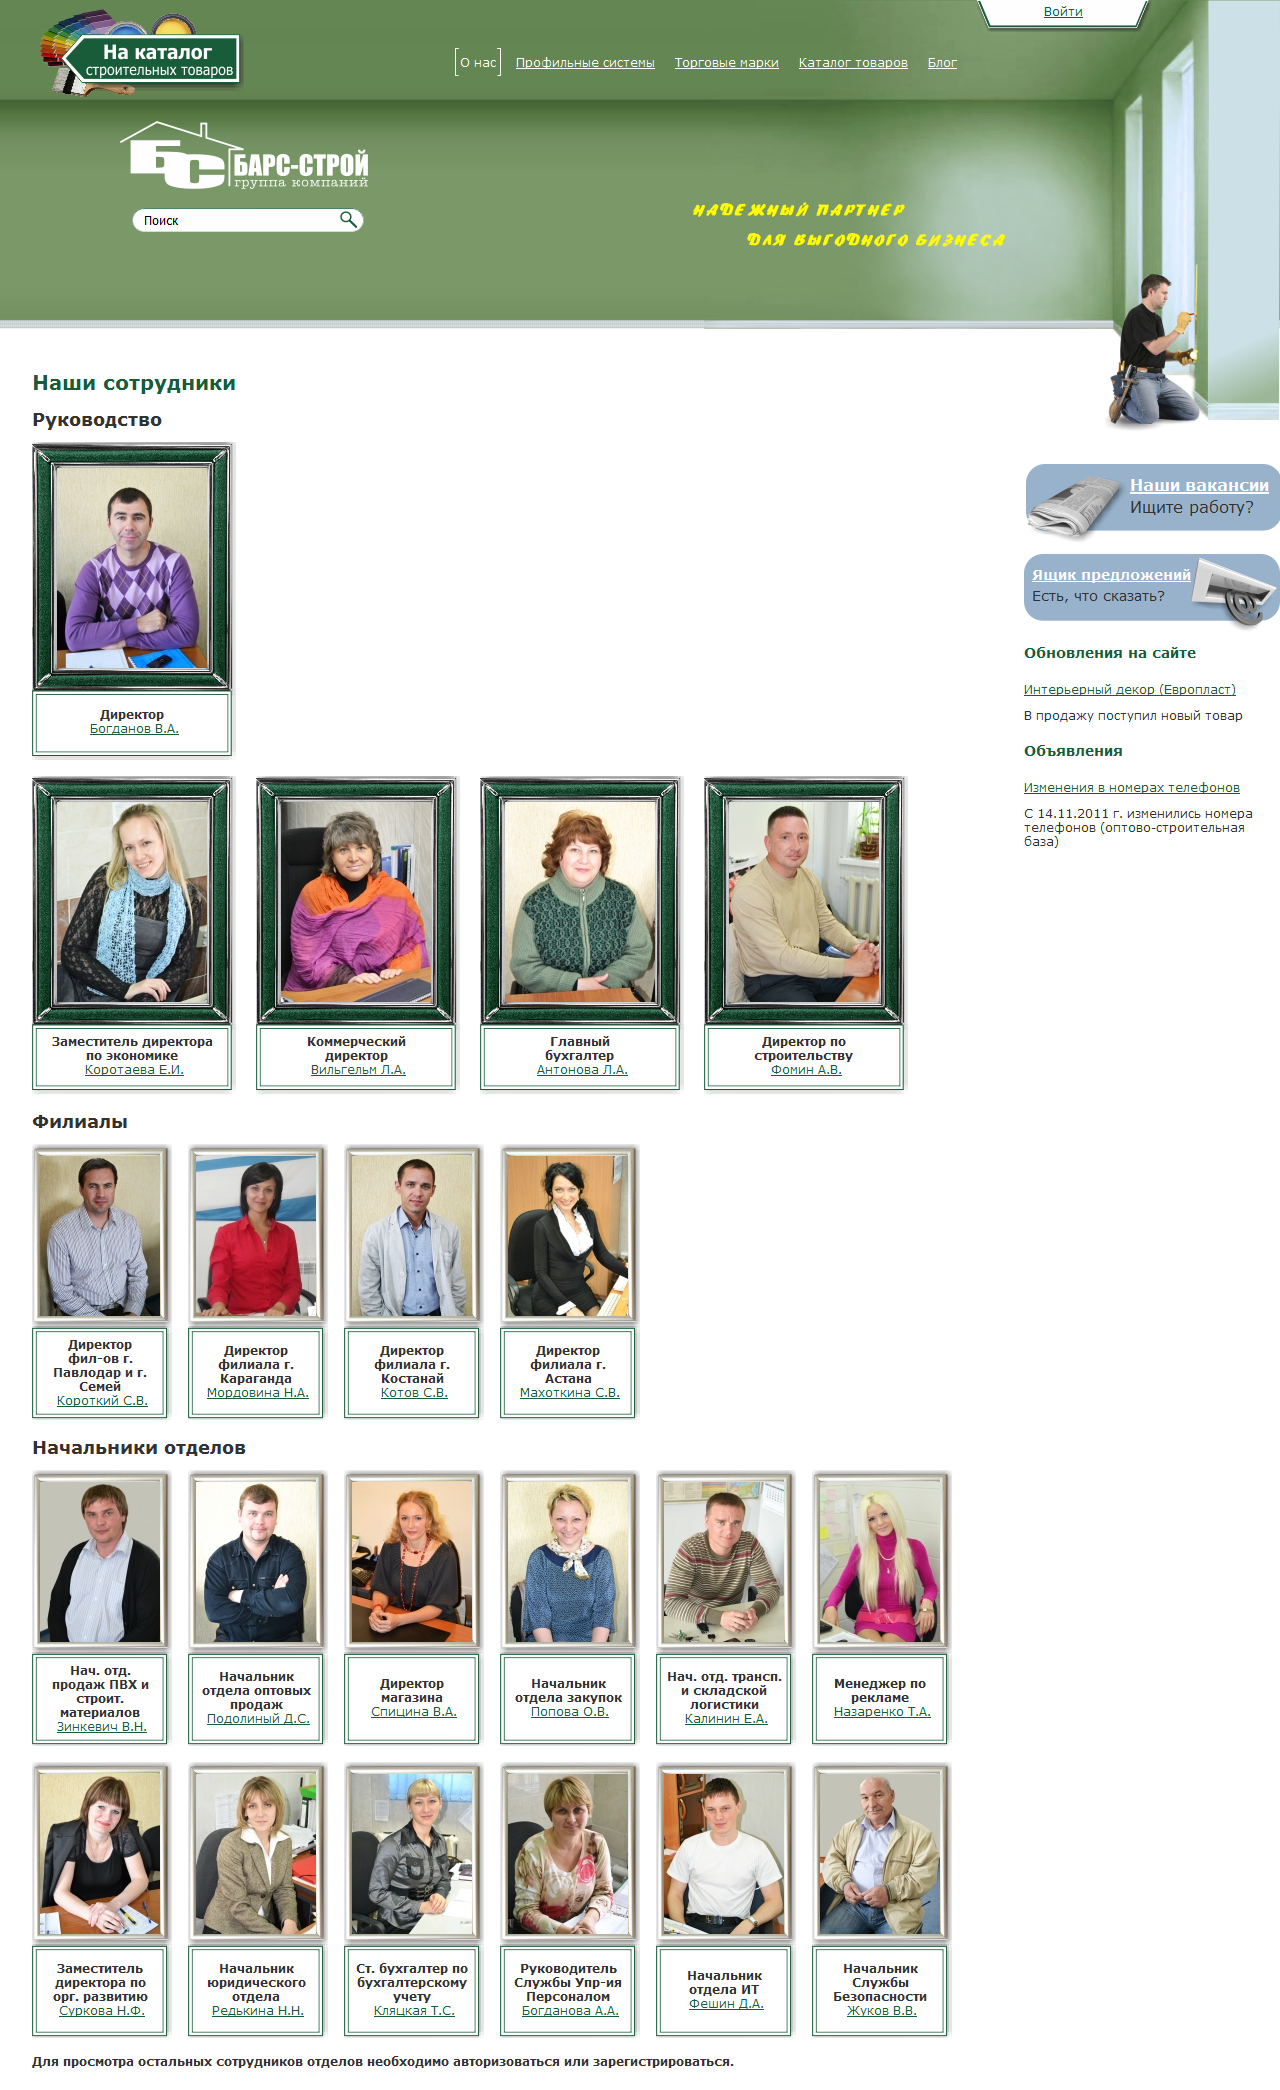 Войти
На каталог
строительных товаров
О нас Профильные системы Торговые марки Каталог товаров Блог
БС БАРС-СТРОЙ
группа компаний
Поиск
НАДЕЖНЫЙ ПАРТНЕР
ДЛЯ ВЫГОДНОГО БИЗНЕСА
Наши сотрудники
Руководство
Директор
Богданов В.А.
Заместитель директора
по экономике
Коротаева Е.И.
Коммерческий
директор
Вильгельм Л.А.
Главный
бухгалтер
Антонова Л.А.
Директор по
строительству
Фомин А.В.
Филиалы
Директор
фил-ов г.
Павлодар и г.
Семей
Короткий С.В.
Директор
филиала г.
Караганда
Мордовина Н.А.
Директор
филиала г.
Костанай
Котов С.В.
Директор
филиала г.
Астана
Махоткина С.В.
Начальники отделов
Нач. отд.
продаж ПВХ и
строит.
материалов
Зинкевич В.Н.
Начальник
отдела оптовых
продаж
Подолиный Д.С.
Директор
магазина
Спицина В.А.
Начальник
отдела закупок
Попова О.В.
Нач. отд. трансп.
и складской
логистики
Калинин Е.А.
Менеджер по
рекламе
Назаренко Т.А.
Заместитель
директора по
орг. развитию
Суркова Н.Ф.
Начальник
юридического
отдела
Редькина Н.Н.
Ст. бухгалтер по
бухгалтерскому
учету
Кляцкая Т.С.
Руководитель
Службы Упр-ия
Персоналом
Богданова А.А.
Начальник
отдела ИТ
Фешин Д.А.
Начальник
Службы
Безопасности
Жуков В.В.
Для просмотра остальных сотрудников отделов необходимо авторизоваться или зарегистрироваться.
Наши вакансии
Ищите работу?
Ящик предложений
Есть, что сказать?
@
Обновления на сайте
Интерьерный декор (Европласт)
В продажу поступил новый товар
Объявления
Изменения в номерах телефонов
С 14.11.2011 г. изменились номера
телефонов (оптово-строительная
база)